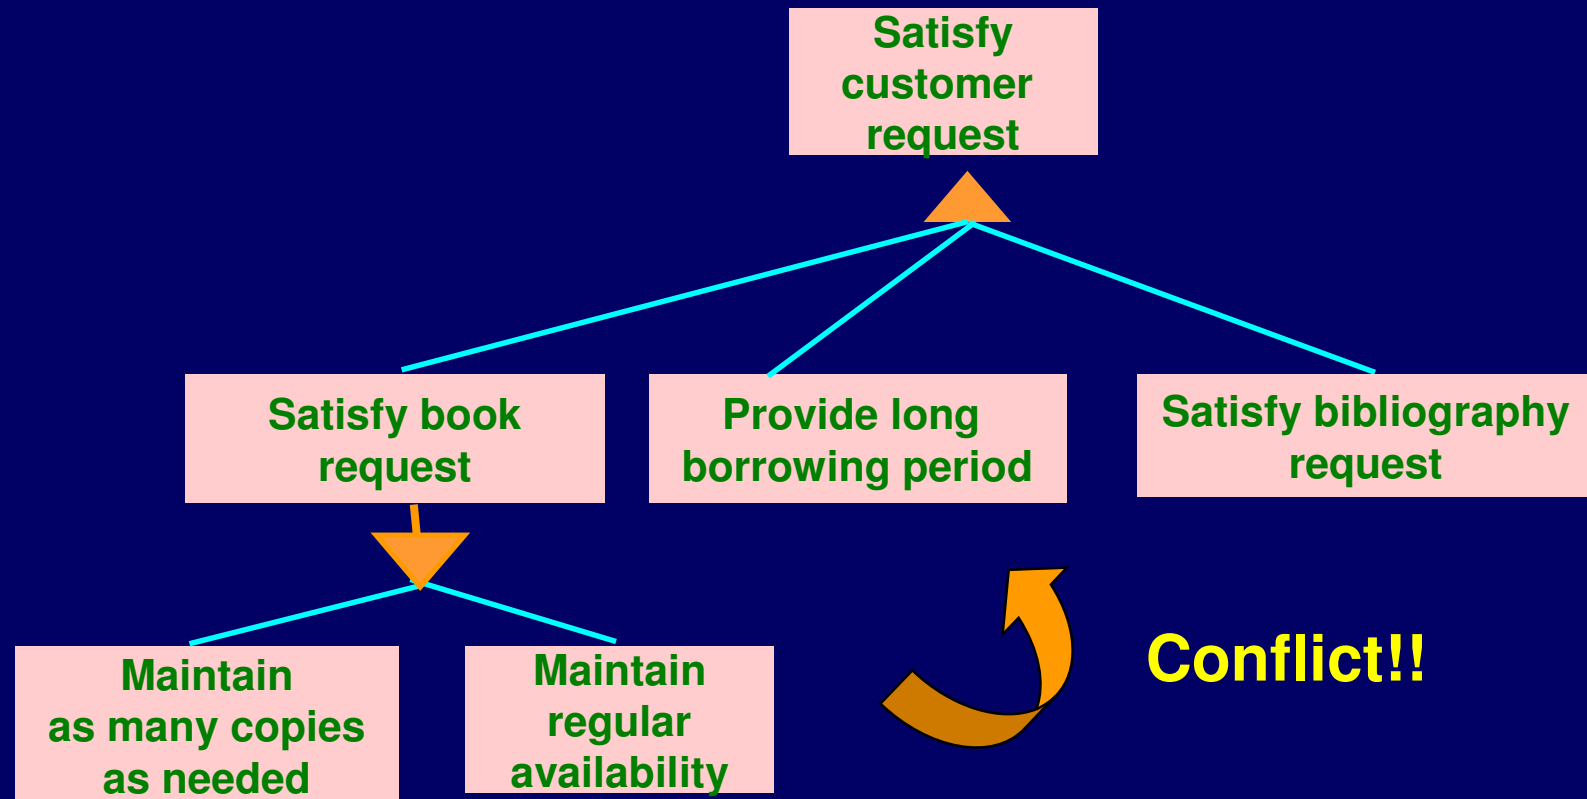 Satisfy
customer
request
Satisfy book
request
Provide long
borrowing period
Satisfy bibliography
request
Maintain
as many copies
as needed
Maintain
regular
availability
Conflict!!